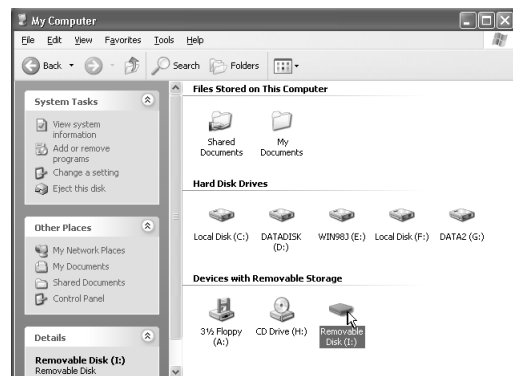 My Computer
File Edit View Favorites Tools Help
Back Search Folders
System Tasks
View system
information
Add or remove
programs
Change a setting
Eject this disk
Other Places
My Network Places
My Documents
Shared Documents
Control Panel
Details
Removable Disk (I:)
Removable Disk
Files Stored on This Computer
Shared
Documents
My
Documents
Hard Disk Drives
Local Disk (C:) DATADISK
(D:) WIN98J (E:) Local Disk (F:) DATA2 (G:)
Devices with Removable Storage
3½ Floppy
(A:)
CD Drive (H:)
Removable
Disk (I:)